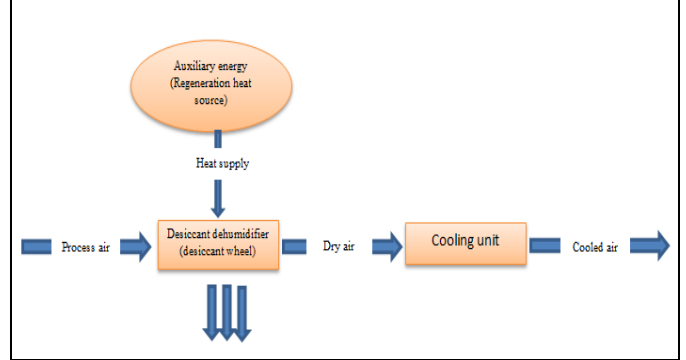 Auxiliary energy
(Regeneration heat
source)
Heat supply
Process air
Desiccant dehumidifier
(desiccant wheel)
Dry air
Cooling unit
Cooled air